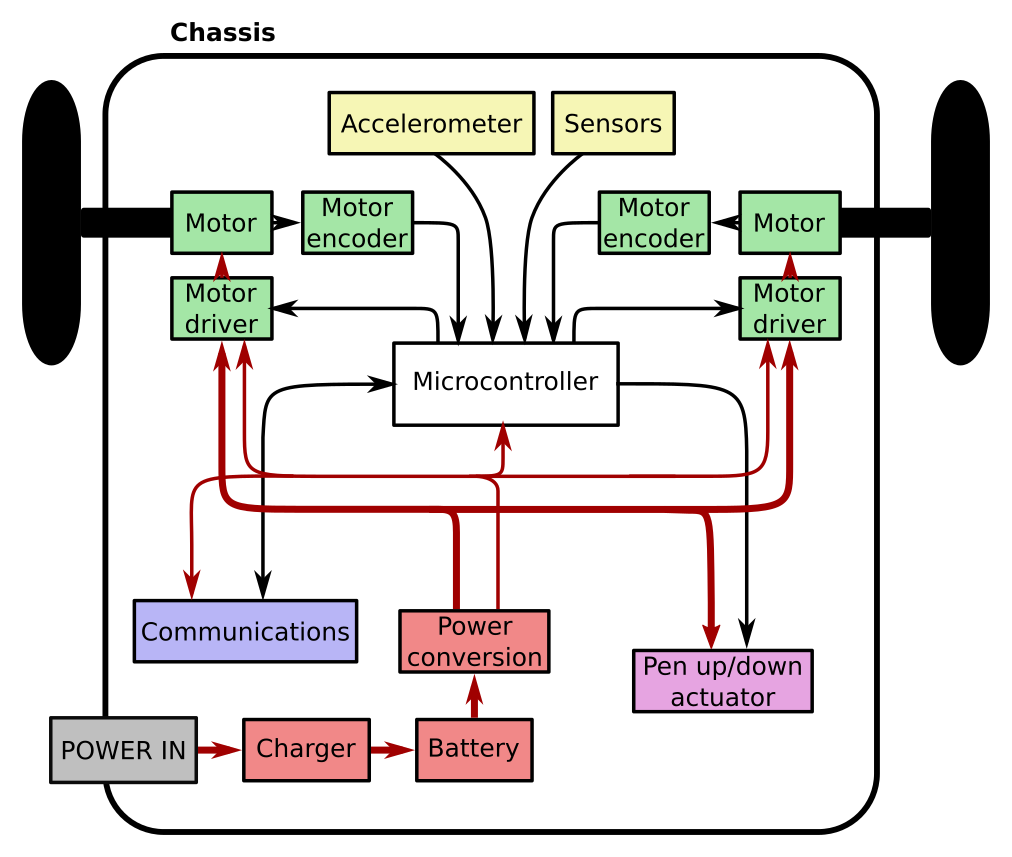 Chassis
Accelerometer
Sensors
Motor
Motor
encoder
Motor
encoder
Motor
Motor
driver
Motor
driver
Microcontroller
Communications
Power
conversion
Pen up/down
actuator
POWER IN
Charger
Battery